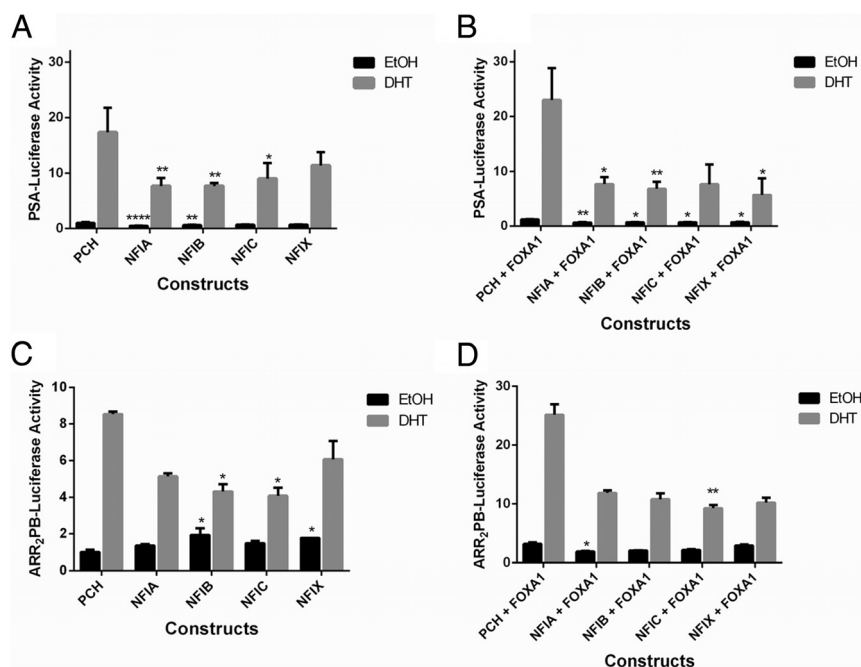 A
PSA-Luciferase Activity
30
20
10
0
EtOH
DHT
****
**
**
**
*
PCH
NFIA
NFIB
NFIC
NFIX
Constructs
B
PSA-Luciferase Activity
30
20
10
0
EtOH
DHT
**
*
*
**
*
*
*
PCH + FOXA1
NFIA + FOXA1
NFIB + FOXA1
NFIC + FOXA1
NFIX + FOXA1
Constructs
C
ARR₂PB-Luciferase Activity
10
8
6
4
2
0
EtOH
DHT
*
*
*
*
PCH
NFIA
NFIB
NFIC
NFIX
Constructs
D
ARR₂PB-Luciferase Activity
30
20
10
0
EtOH
DHT
*
**
PCH + FOXA1
NFIA + FOXA1
NFIB + FOXA1
NFIC + FOXA1
NFIX + FOXA1
Constructs